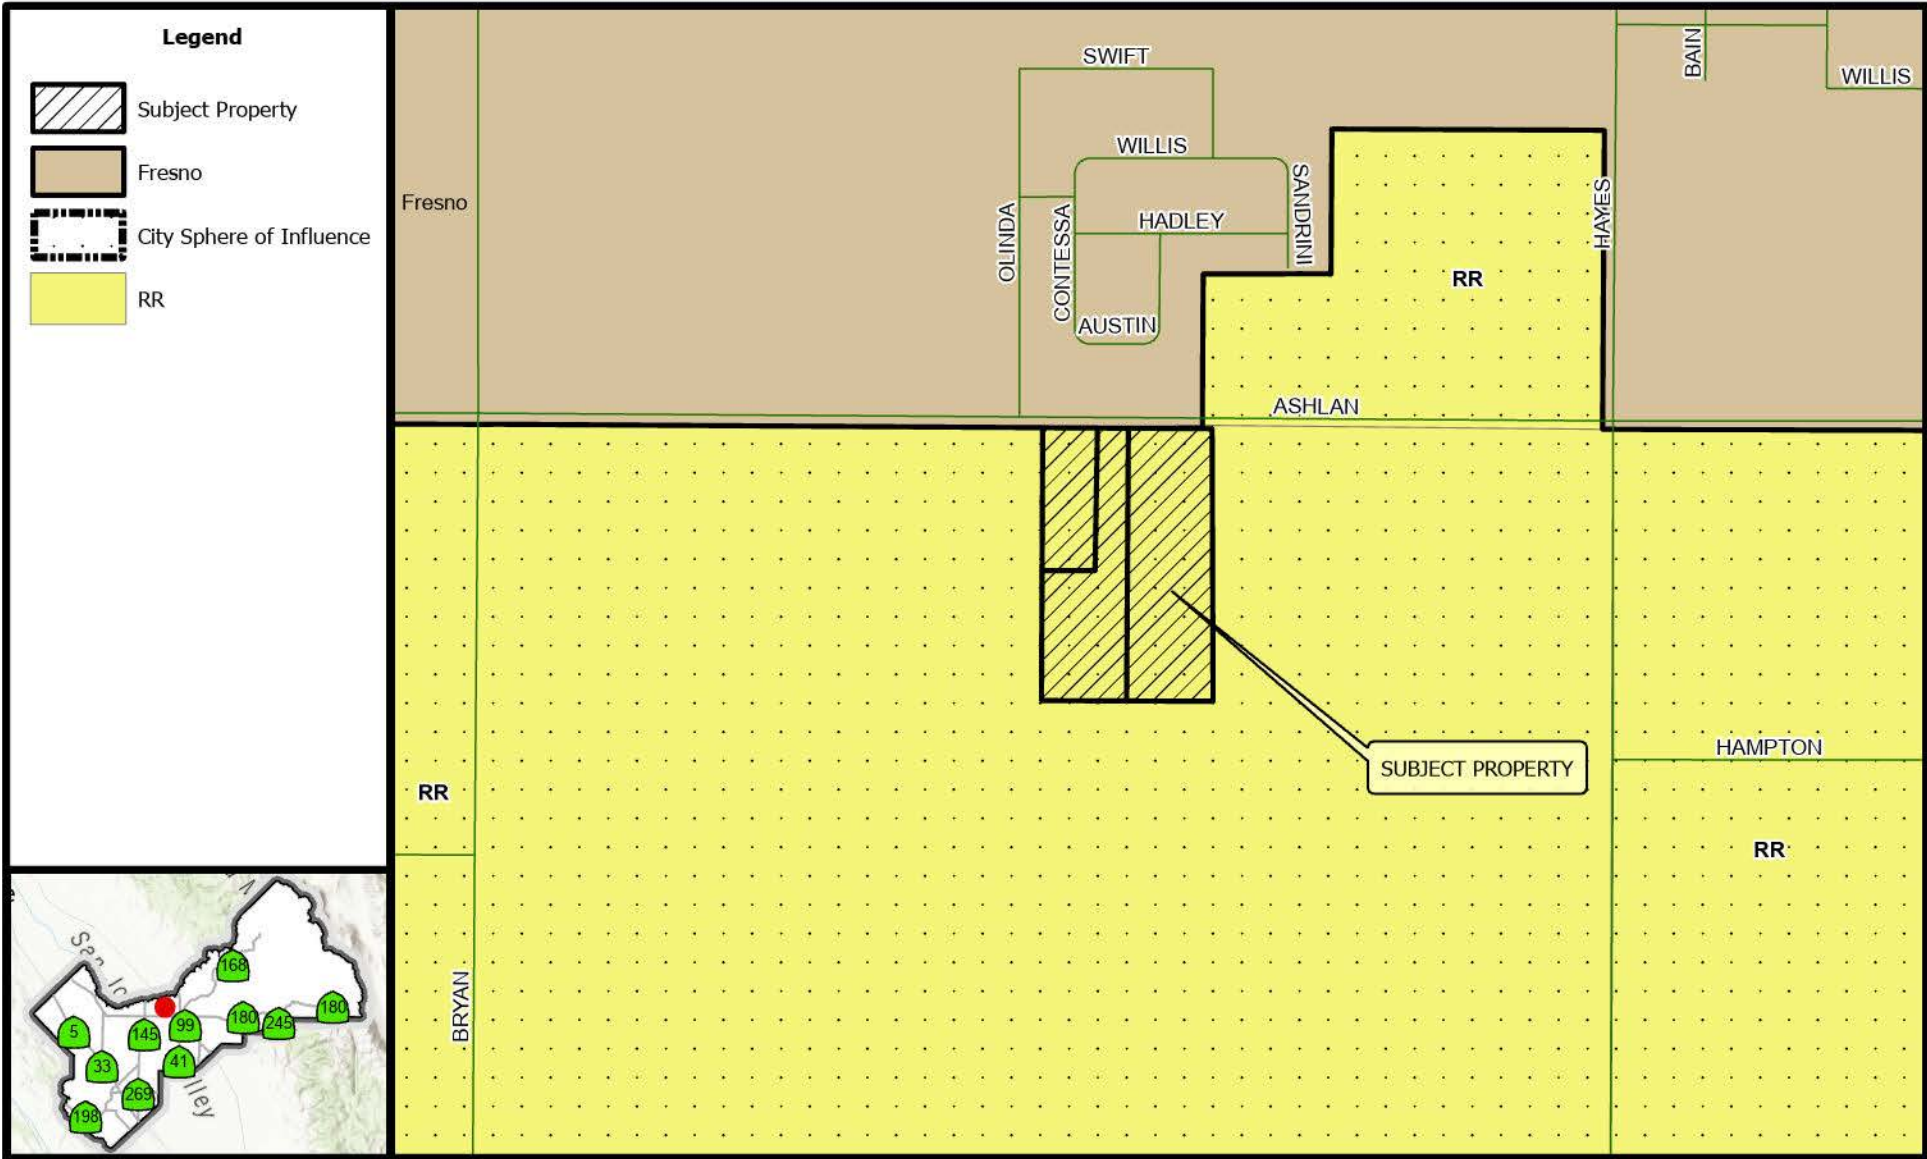 Legend
Subject Property
Fresno
City Sphere of Influence
RR
SWIFT
BAIN
WILLIS
WILLIS
SANDRINI
Fresno
OLINDA
CONTESSA
HADLEY
HAYES
RR
AUSTIN
ASHLAN
SUBJECT PROPERTY
HAMPTON
RR
RR
BRYAN
San
168
180
180
245
99
145
5
41
33
269
lley
198